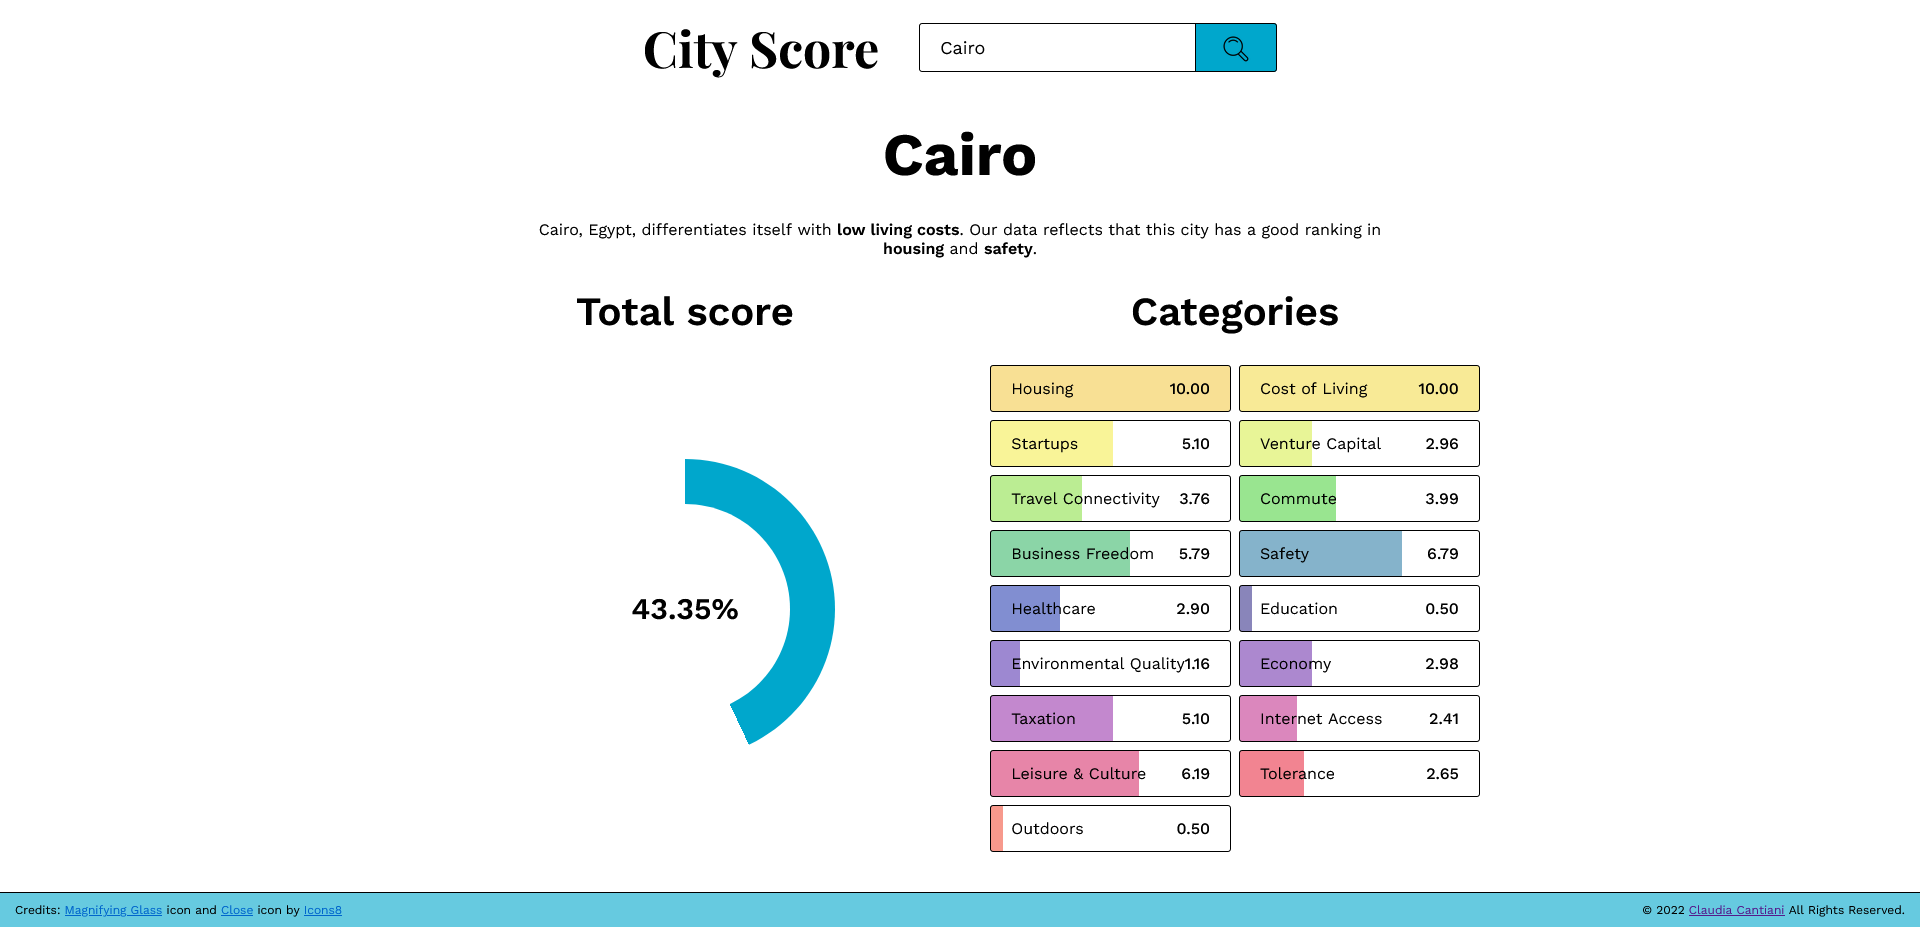 City Score
Cairo
Cairo
Cairo, Egypt, differentiates itself with low living costs. Our data reflects that this city has a good ranking in
housing and safety.
Total score
43.35%
Categories
Housing 10.00
Cost of Living 10.00
Startups 5.10
Venture Capital 2.96
Travel Connectivity 3.76
Commute 3.99
Business Freedom 5.79
Safety 6.79
Healthcare 2.90
Education 0.50
Environmental Quality 1.16
Economy 2.98
Taxation 5.10
Internet Access 2.41
Leisure & Culture 6.19
Tolerance 2.65
Outdoors 0.50
Credits: Magnifying Glass icon and Close icon by Icons8
© 2022 Claudia Cantiani All Rights Reserved.